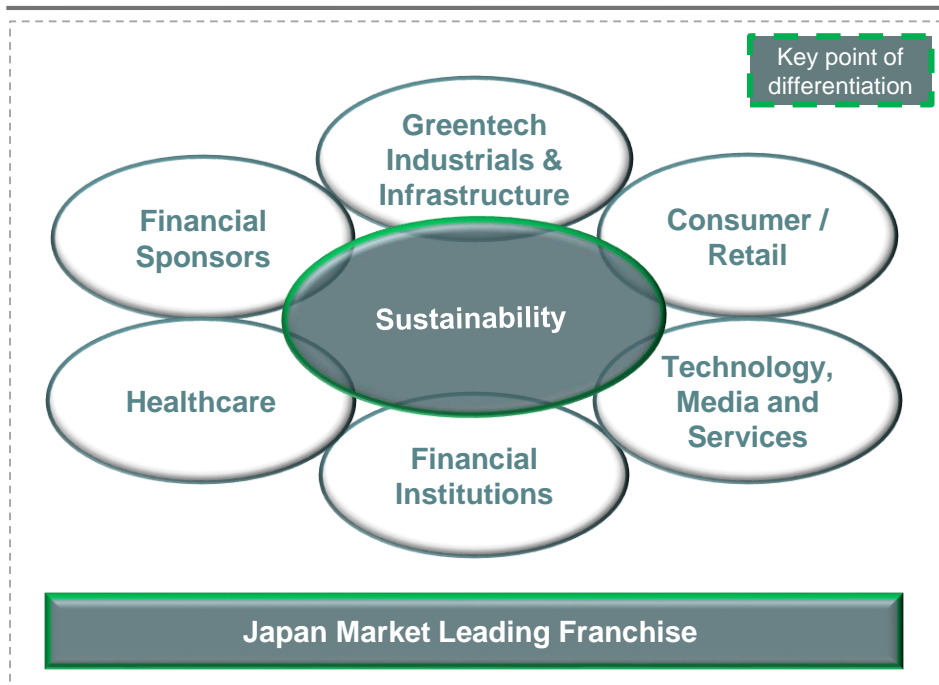 Key point of
differentiation
Greentech
Industrials &
Infrastructure
Financial
Sponsors
Consumer /
Retail
Sustainability
Healthcare
Technology,
Media and
Services
Financial
Institutions
Japan Market Leading Franchise